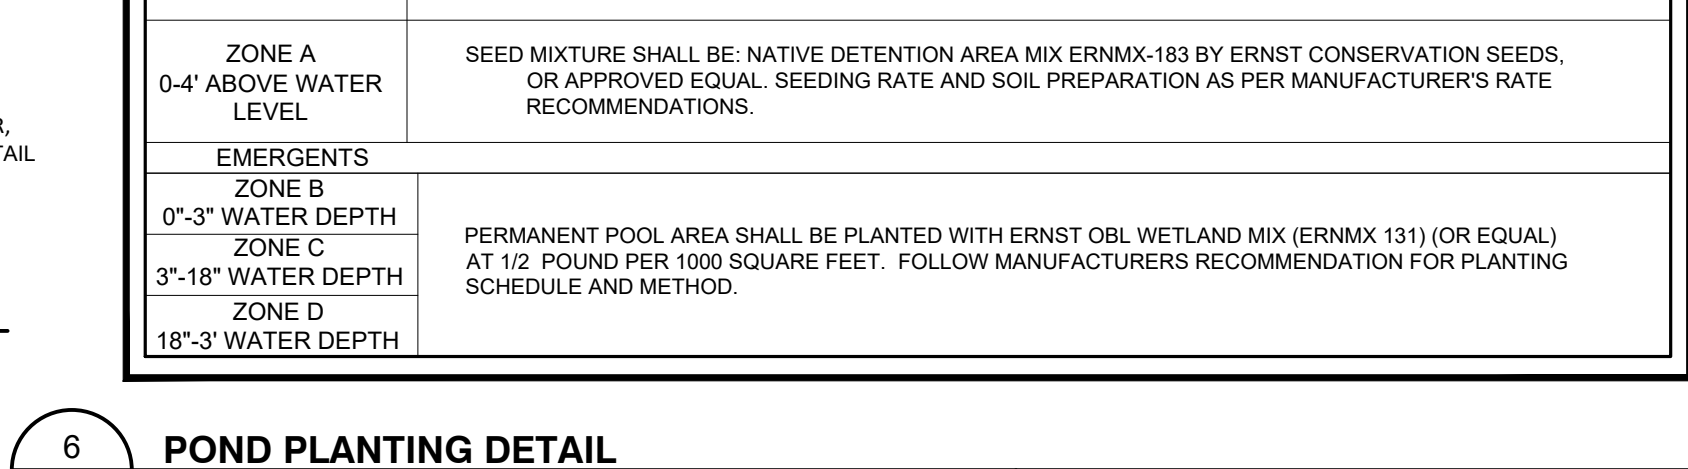 ZONE A
0-4' ABOVE WATER
LEVEL
SEED MIXTURE SHALL BE: NATIVE DETENTION AREA MIX ERNMX-183 BY ERNST CONSERVATION SEEDS,
OR APPROVED EQUAL. SEEDING RATE AND SOIL PREPARATION AS PER MANUFACTURER'S RATE
RECOMMENDATIONS.
EMERGENTS
ZONE B
0"-3" WATER DEPTH
ZONE C
3"-18" WATER DEPTH
ZONE D
18"-3' WATER DEPTH
PERMANENT POOL AREA SHALL BE PLANTED WITH ERNST OBL WETLAND MIX (ERNMX 131) (OR EQUAL)
AT 1/2 POUND PER 1000 SQUARE FEET. FOLLOW MANUFACTURERS RECOMMENDATION FOR PLANTING
SCHEDULE AND METHOD.
6
POND PLANTING DETAIL